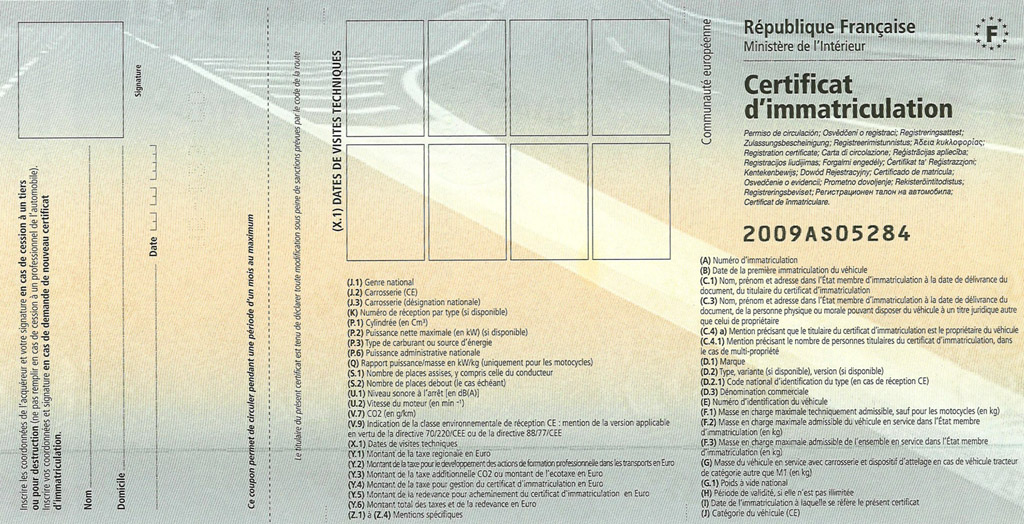 Inscrire les coordonnées de l'acquéreur et votre signature en cas de cession à un tiers
ou pour destruction (ne pas remplir en cas de cession à un professionnel de l'automobile).
Inscrire vos coordonnées et signature en cas de demande de nouveau certificat
d'immatriculation.
Nom
Domicile
Date
Signature
Ce coupon permet de circuler pendant une période d'un mois au maximum
Le titulaire du présent certificat est tenu de déclarer toute modification sous peine de sanctions prévues par le code de la route
(X.1) DATES DE VISITES TECHNIQUES
(J.1) Genre national
(J.2) Carrosserie (CE)
(J.3) Carrosserie (désignation nationale)
(K) Numéro de réception par type (si disponible)
(P.1) Cylindrée (en Cm³)
(P.2) Puissance nette maximale (en kW) (si disponible)
(P.3) Type de carburant ou source d'énergie
(P.6) Puissance administrative nationale
(Q) Rapport puissance/masse en kW/kg (uniquement pour les motocycles)
(S.1) Nombre de places assises, y compris celle du conducteur
(S.2) Nombre de places debout (le cas échéant)
(U.1) Niveau sonore à l'arrêt [en dB(A)]
(U.2) Vitesse du moteur (en min -¹)
(V.7) CO2 (en g/km)
(V.9) Indication de la classe environnementale de réception CE : mention de la version applicable
en vertu de la directive 70/220/CEE ou de la directive 88/77/CEE
(X.1) Dates de visites techniques
(Y.1) Montant de la taxe regionale en Euro
(Y.2) Montant de la taxe pour le developpement des actions de formation professionnelle dans les transports en Euro
(Y.3) Montant de la taxe additionnelle CO2 ou montant de l'ecotaxe en Euro
(Y.4) Montant de la taxe pour gestion du certificat d'immatriculation en Euro
(Y.5) Montant de la redevance pour acheminement du certificat d'immatriculation en Euro
(Y.6) Montant total des taxes et de la redevance en Euro
(Z.1) à (Z.4) Mentions spécifiques
Communauté européenne
République Française
Ministère de l'Intérieur
F
Certificat
d'immatriculation
Permiso de circulación; Osvědčení o registraci; Registreringsattest;
Zulassungsbescheinigung; Registreerimistunnistus; Άδεια κυκλοφορίας;
Registration certificate; Carta di circolazione; Reģistrācijas apliecība;
Registracijos liudijimas; Forgalmi engedély; Ċertifikat ta' Reġistrazzjoni;
Kentekenbewijs; Dowód Rejestracyjny; Certificado de matrícula;
Osvedčenie o evidencii; Prometno dovoljenje; Rekisteröintitodistus;
Registreringsbeviset; Регистрационен талон на автомобила;
Certificat de înmatriculare.
2009AS05284
(A) Numéro d'immatriculation
(B) Date de la première immatriculation du véhicule
(C.1) Nom, prénom et adresse dans l'État membre d'immatriculation à la date de délivrance du
document, du titulaire du certificat d'immatriculation
(C.3) Nom, prénom et adresse dans l'État membre d'immatriculation à la date de délivrance du
document, de la personne physique ou morale pouvant disposer du véhicule à un titre juridique autre
que celui de propriétaire
(C.4) a) Mention précisant que le titulaire du certificat d'immatriculation est le propriétaire du véhicule
(C.4.1) Mention précisant le nombre de personnes titulaires du certificat d'immatriculation, dans
le cas de multi-propriété
(D.1) Marque
(D.2) Type, variante (si disponible), version (si disponible)
(D.2.1) Code national d'identification du type (en cas de réception CE)
(D.3) Dénomination commerciale
(E) Numéro d'identification du véhicule
(F.1) Masse en charge maximale techniquement admissible, sauf pour les motocycles (en kg)
(F.2) Masse en charge maximale admissible du véhicule en service dans l'État membre
d'immatriculation (en kg)
(F.3) Masse en charge maximale admissible de l'ensemble en service dans l'État membre
d'immatriculation (en kg)
(G) Masse du véhicule en service avec carrosserie et dispositif d'attelage en cas de véhicule tracteur
de catégorie autre que M1 (en kg)
(G.1) Poids à vide national
(H) Période de validité, si elle n'est pas illimitée
(I) Date de l'immatriculation à laquelle se réfère le présent certificat
(J) Catégorie du véhicule (CE)